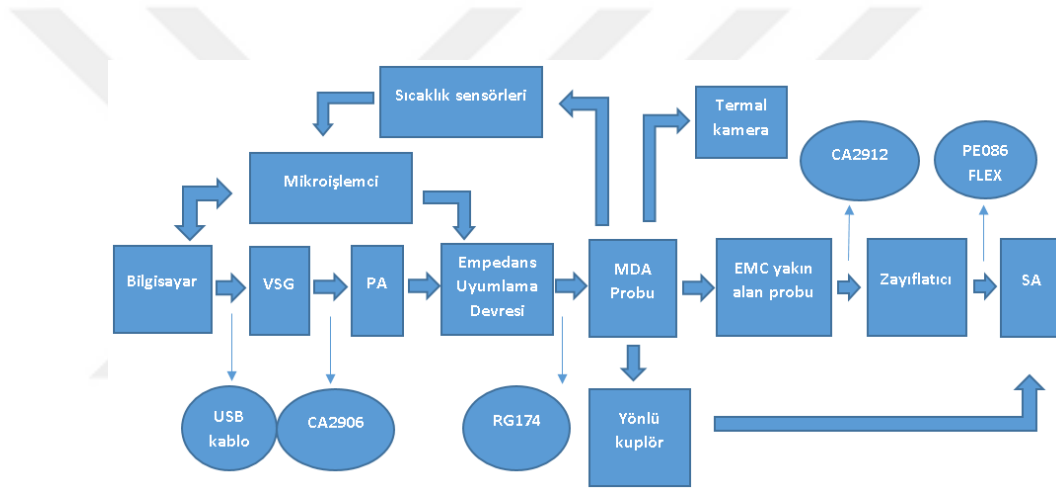 Sıcaklık sensörleri
Termal
kamera
CA2912
PE086
FLEX
Mikroişlemci
Bilgisayar
VSG
PA
Empedans
Uyumlama
Devresi
MDA
Probu
EMC yakın
alan probu
Zayıflatıcı
SA
USB
kablo
CA2906
RG174
Yönlü
kuplör